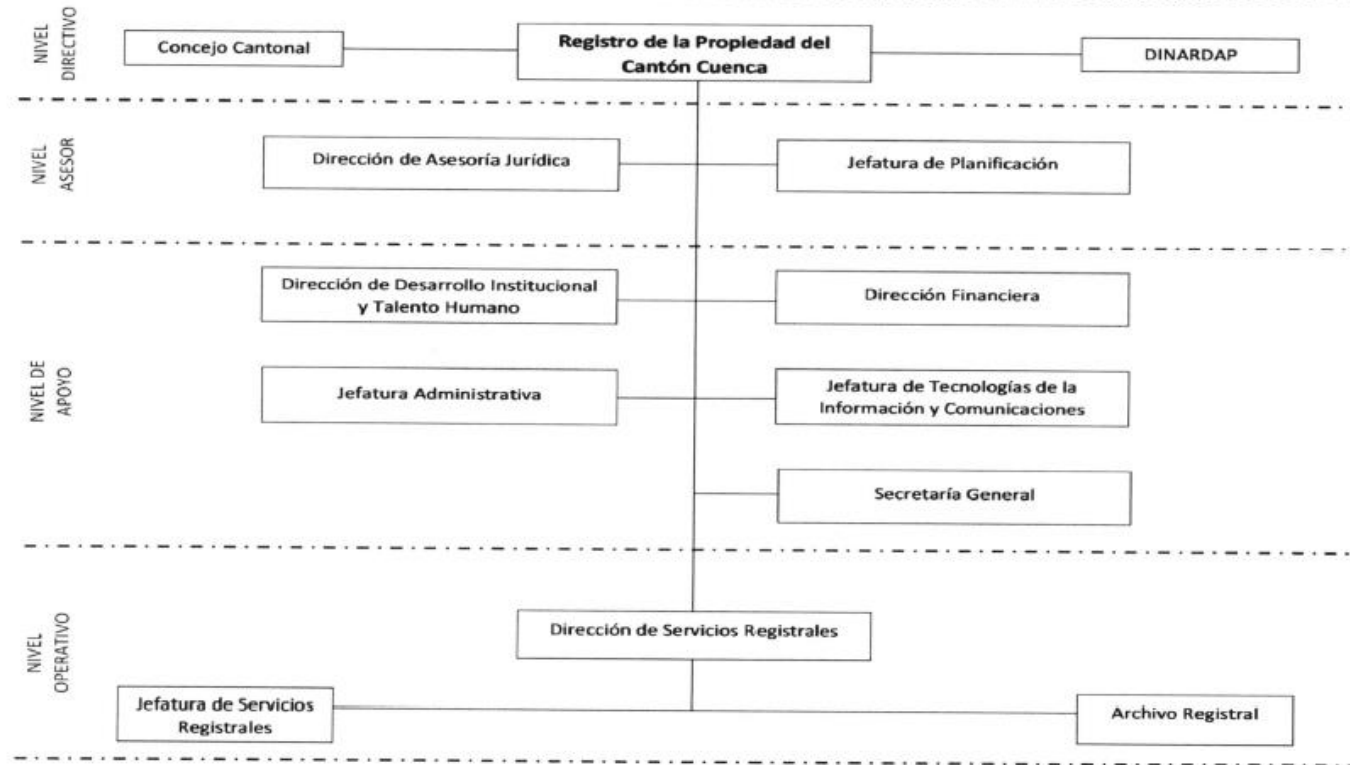 NIVEL
DIRECTIVO
Concejo Cantonal
Registro de la Propiedad del
Cantón Cuenca
DINARDAP
NIVEL
ASESOR
Dirección de Asesoría Jurídica
Jefatura de Planificación
NIVEL DE
APOYO
Dirección de Desarrollo Institucional
y Talento Humano
Dirección Financiera
Jefatura Administrativa
Jefatura de Tecnologías de la
Información y Comunicaciones
Secretaría General
NIVEL
OPERATIVO
Dirección de Servicios Registrales
Jefatura de Servicios
Registrales
Archivo Registral